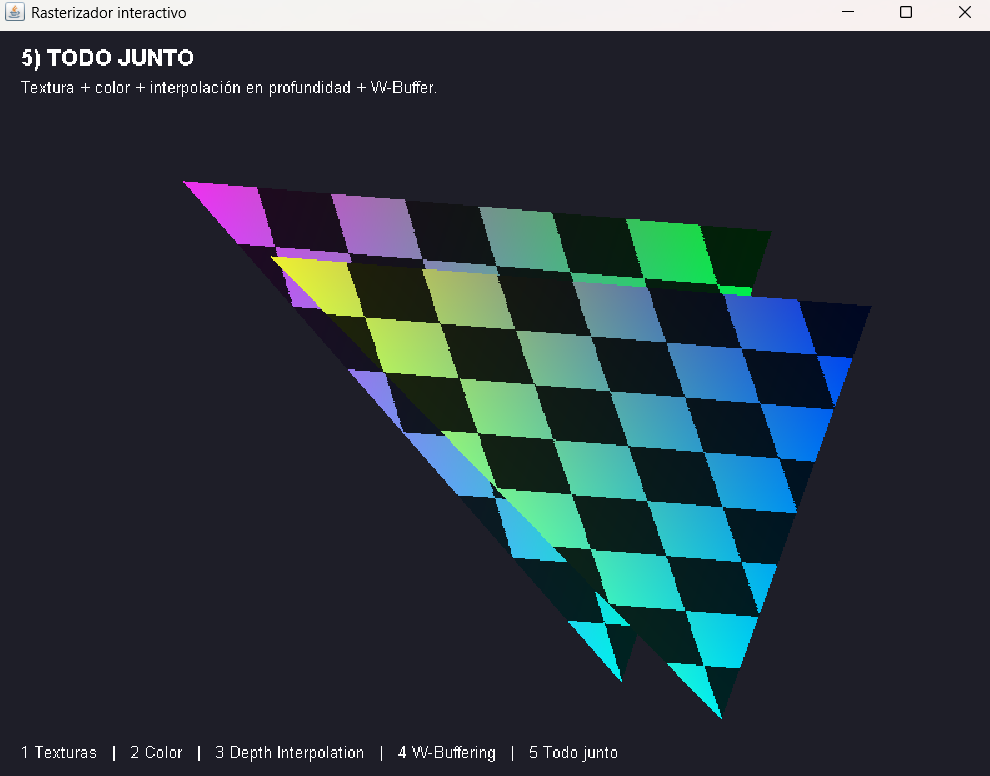 Rasterizador interactivo
5) TODO JUNTO
Textura + color + interpolación en profundidad + W-Buffer.
1 Texturas | 2 Color | 3 Depth Interpolation | 4 W-Buffering | 5 Todo junto